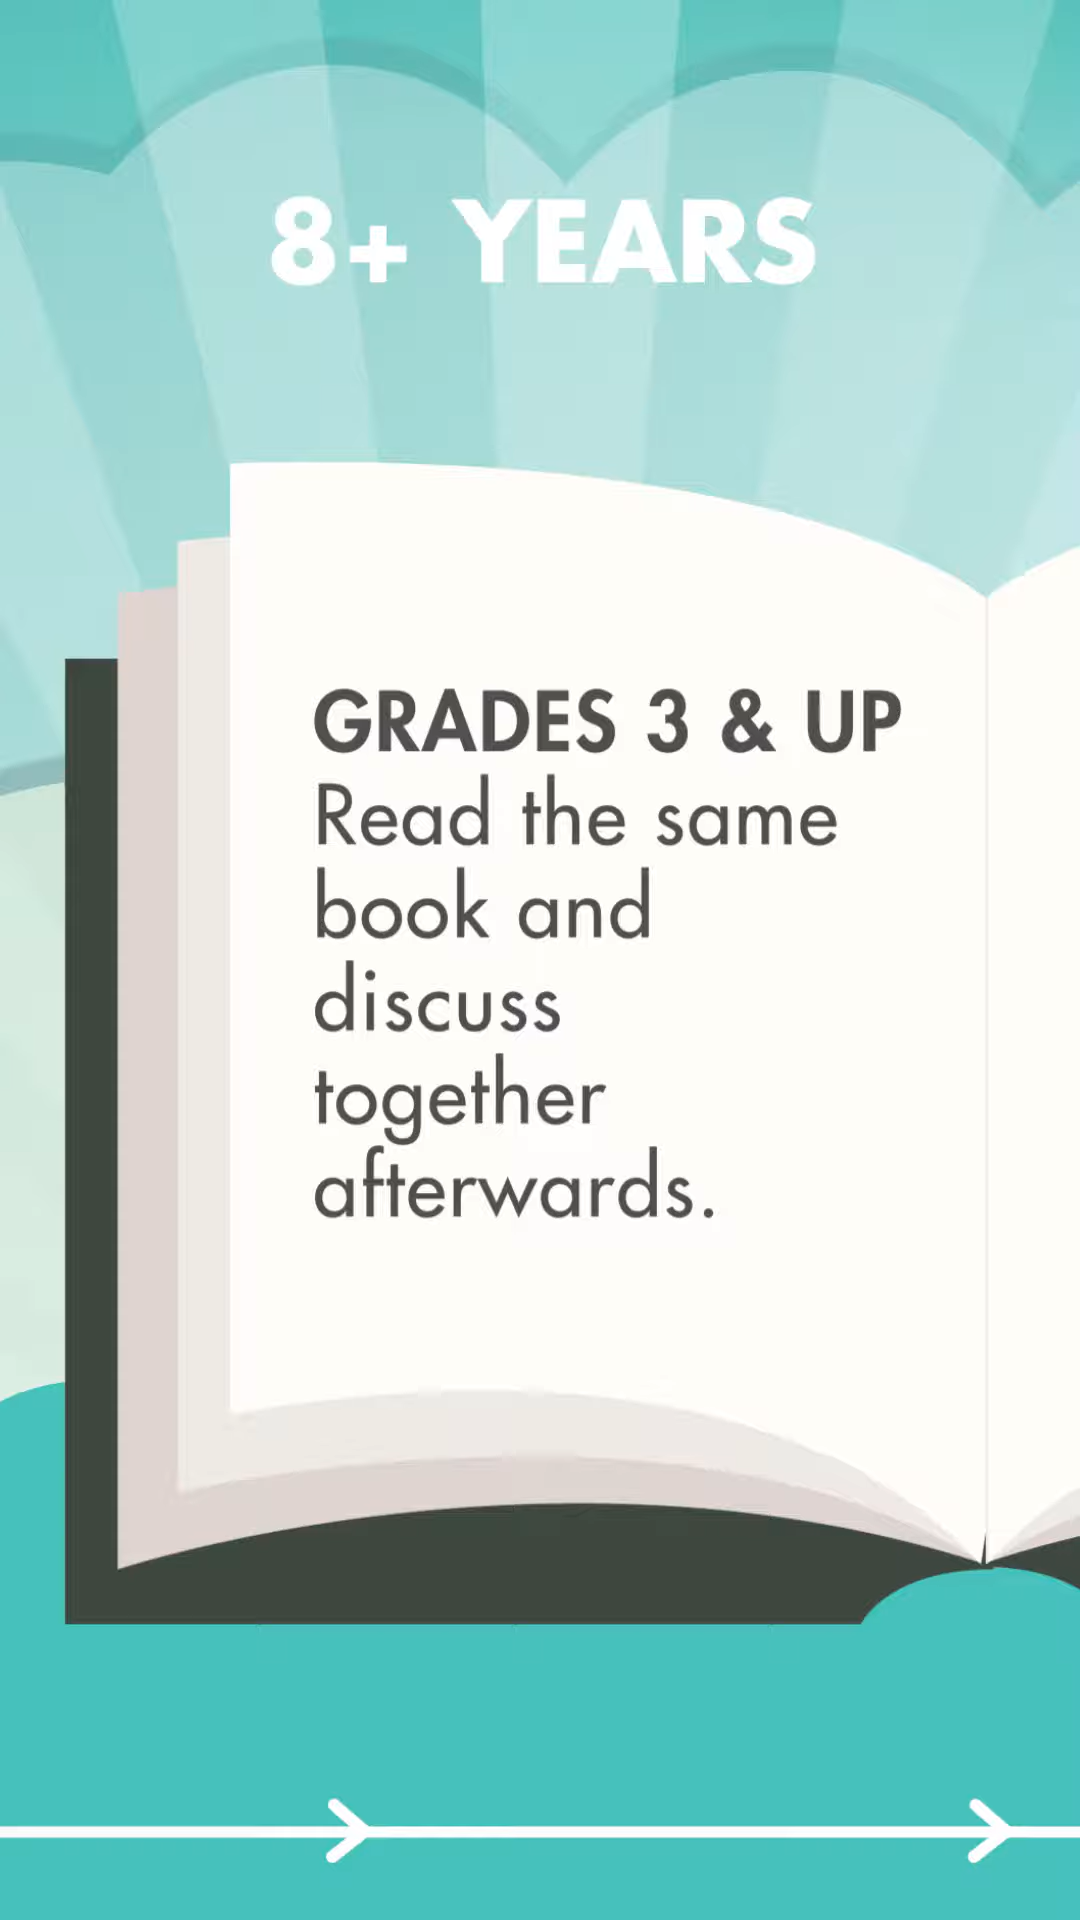 8+ YEARS
GRADES 3 & UP
Read the same
book and
discuss
together
afterwards.